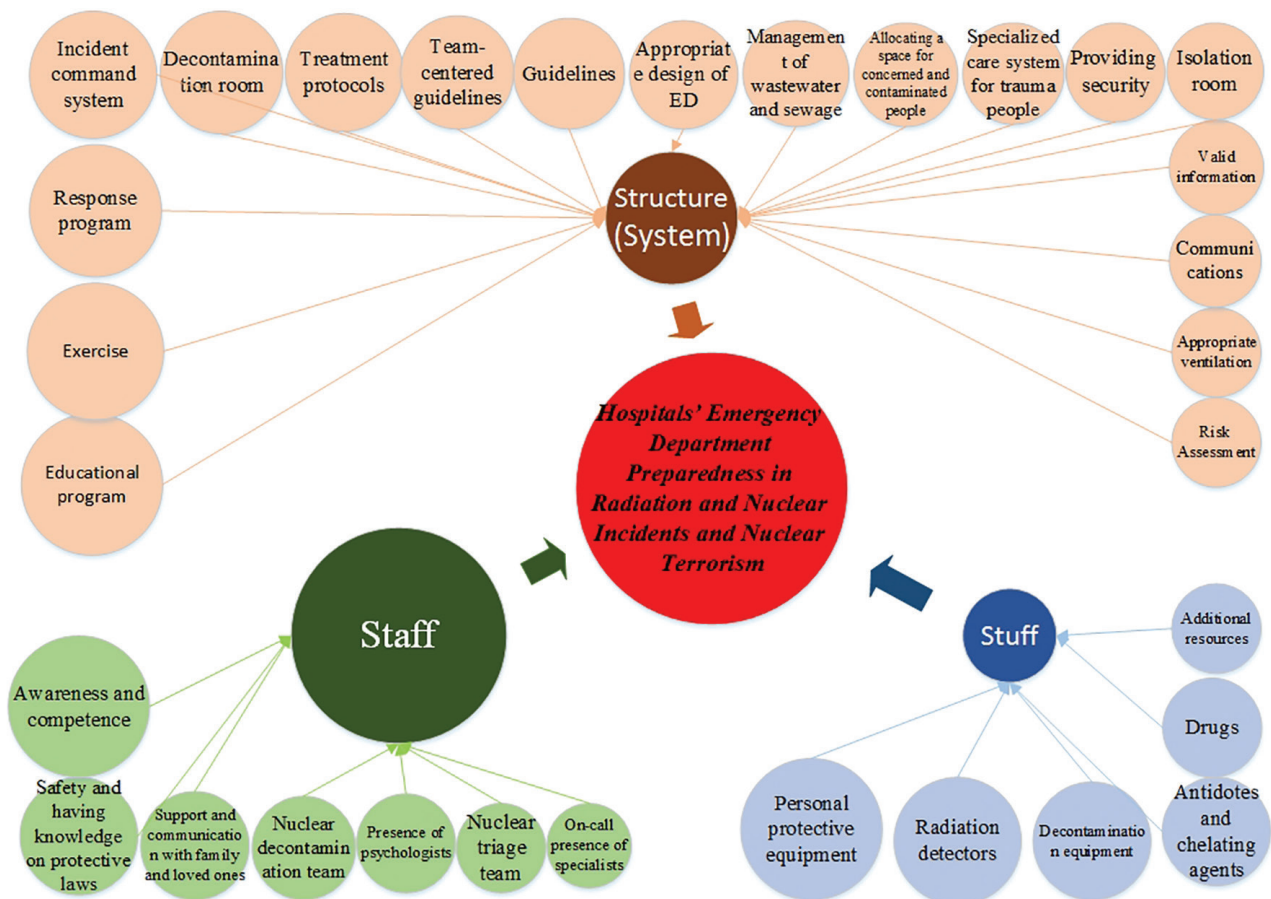 Incident
command
system
Decontamina
tion room
Treatment
protocols
Team-
centered
guidelines
Guidelines
Appropriat
e design of
ED
Managemen
t of
wastewater
and sewage
Allocating a
space for
concerned and
contaminated
people
Specialized
care system
for trauma
people
Providing
security
Isolation
room
Response
program
Structure
(System)
Valid
information
Communi
cations
Exercise
Appropriate
ventilation
Educational
program
Risk
Assessment
Hospitals' Emergency
Department
Preparedness in
Radiation and Nuclear
Incidents and Nuclear
Terrorism
Staff
Awareness and
competence
Safety and
having
knowledge
on protective
laws
Support and
communicatio
n with family
and loved ones
Nuclear
decontamin
ation team
Presence of
psychologists
Nuclear
triage
team
On-call
presence of
specialists
Stuff
Additional
resources
Drugs
Personal
protective
equipment
Radiation
detectors
Decontaminatio
n equipment
Antidotes
and
chelating
agents